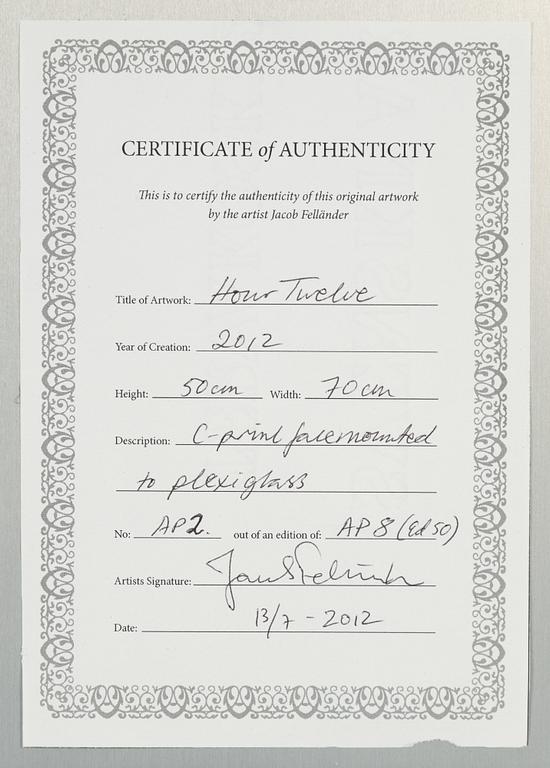 CERTIFICATE of AUTHENTICITY
This is to certify the authenticity of this original artwork
by the artist Jacob Felländer
Title of Artwork: Hour Twelve
Year of Creation: 2012
Height: 50cm Width: 70cm
Description: C-print facemounted
to plexiglass
No: AP2. out of an edition of: AP8 (Ed 50)
Artists Signature:
Date: 13/7 - 2012